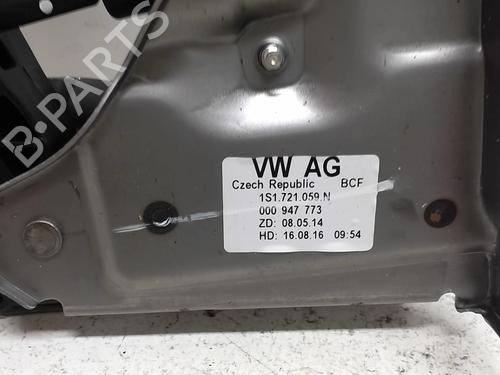 B-PARTS
VW AG
Czech Republic BCF
1S1.721.059.N
000 947 773
ZD: 08.05.14
HD: 16.08.16 09:54